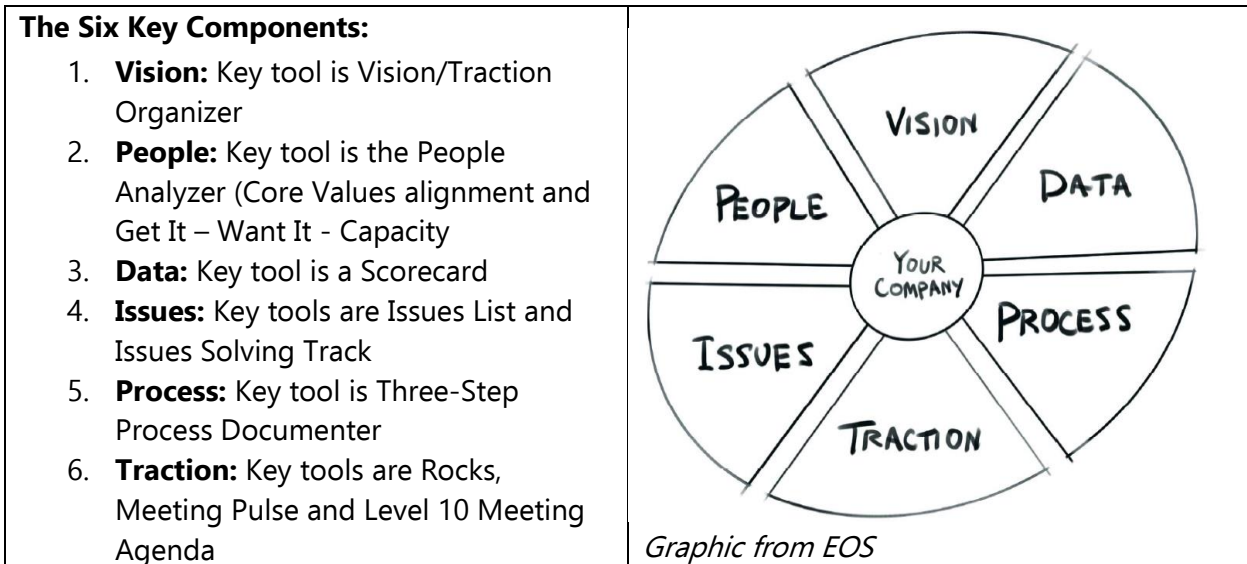 The Six Key Components:
1. Vision: Key tool is Vision/Traction
Organizer
2. People: Key tool is the People
Analyzer (Core Values alignment and
Get It – Want It - Capacity
3. Data: Key tool is a Scorecard
4. Issues: Key tools are Issues List and
Issues Solving Track
5. Process: Key tool is Three-Step
Process Documenter
6. Traction: Key tools are Rocks,
Meeting Pulse and Level 10 Meeting
Agenda
VISION
PEOPLE
DATA
YOUR
COMPANY
ISSUES
PROCESS
TRACTION
Graphic from EOS